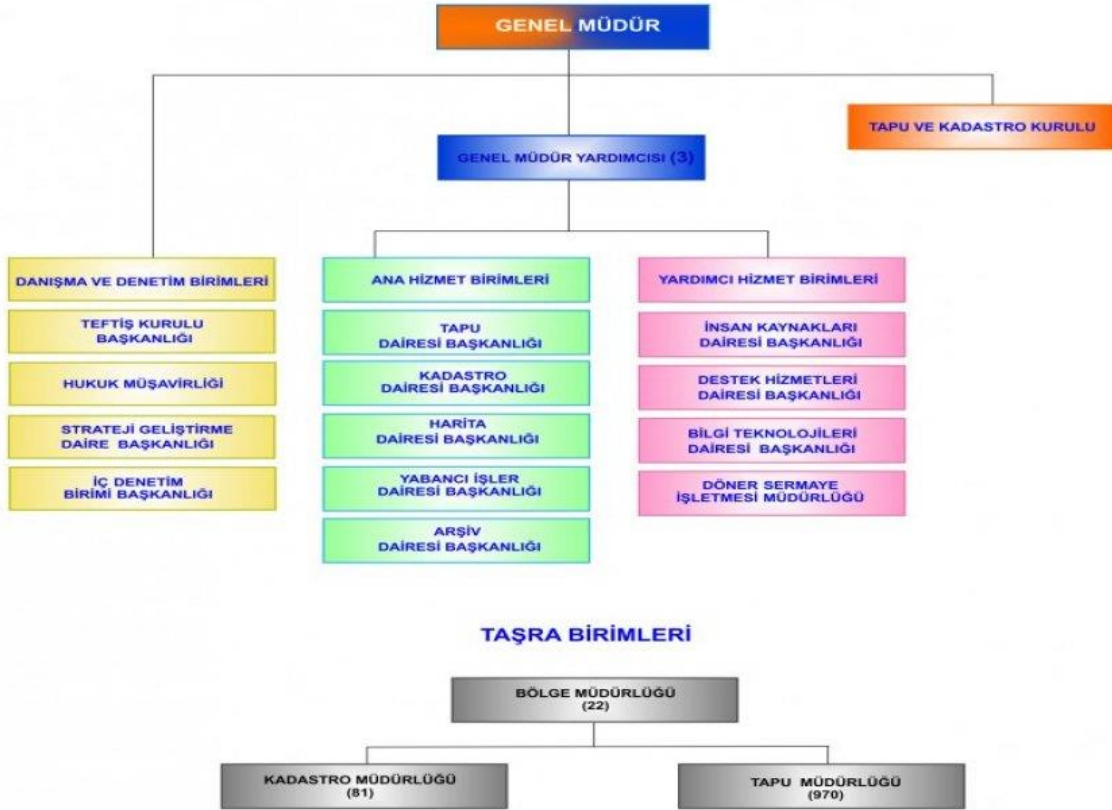 GENEL MÜDÜR
TAPU VE KADASTRO KURULU
GENEL MÜDÜR YARDIMCISI (3)
DANIŞMA VE DENETİM BİRİMLERİ
TEFTİŞ KURULU
BAŞKANLIĞI
HUKUK MÜŞAVİRLİĞİ
STRATEJİ GELİŞTİRME
DAİRE BAŞKANLIĞI
İÇ DENETİM
BİRİMİ BAŞKANLIĞI
ANA HİZMET BİRİMLERİ
TAPU
DAİRESİ BAŞKANLIĞI
KADASTRO
DAİRESİ BAŞKANLIĞI
HARİTA
DAİRESİ BAŞKANLIĞI
YABANCI İŞLER
DAİRESİ BAŞKANLIĞI
ARŞİV
DAİRESİ BAŞKANLIĞI
YARDIMCI HİZMET BİRİMLERİ
İNSAN KAYNAKLARI
DAİRESİ BAŞKANLIĞI
DESTEK HİZMETLERİ
DAİRESİ BAŞKANLIĞI
BİLGİ TEKNOLOJİLERİ
DAİRESİ BAŞKANLIĞI
DÖNER SERMAYE
İŞLETMESİ MÜDÜRLÜĞÜ
TAŞRA BİRİMLERİ
BÖLGE MÜDÜRLÜĞÜ
(22)
KADASTRO MÜDÜRLÜĞÜ
(81)
TAPU MÜDÜRLÜĞÜ
(970)